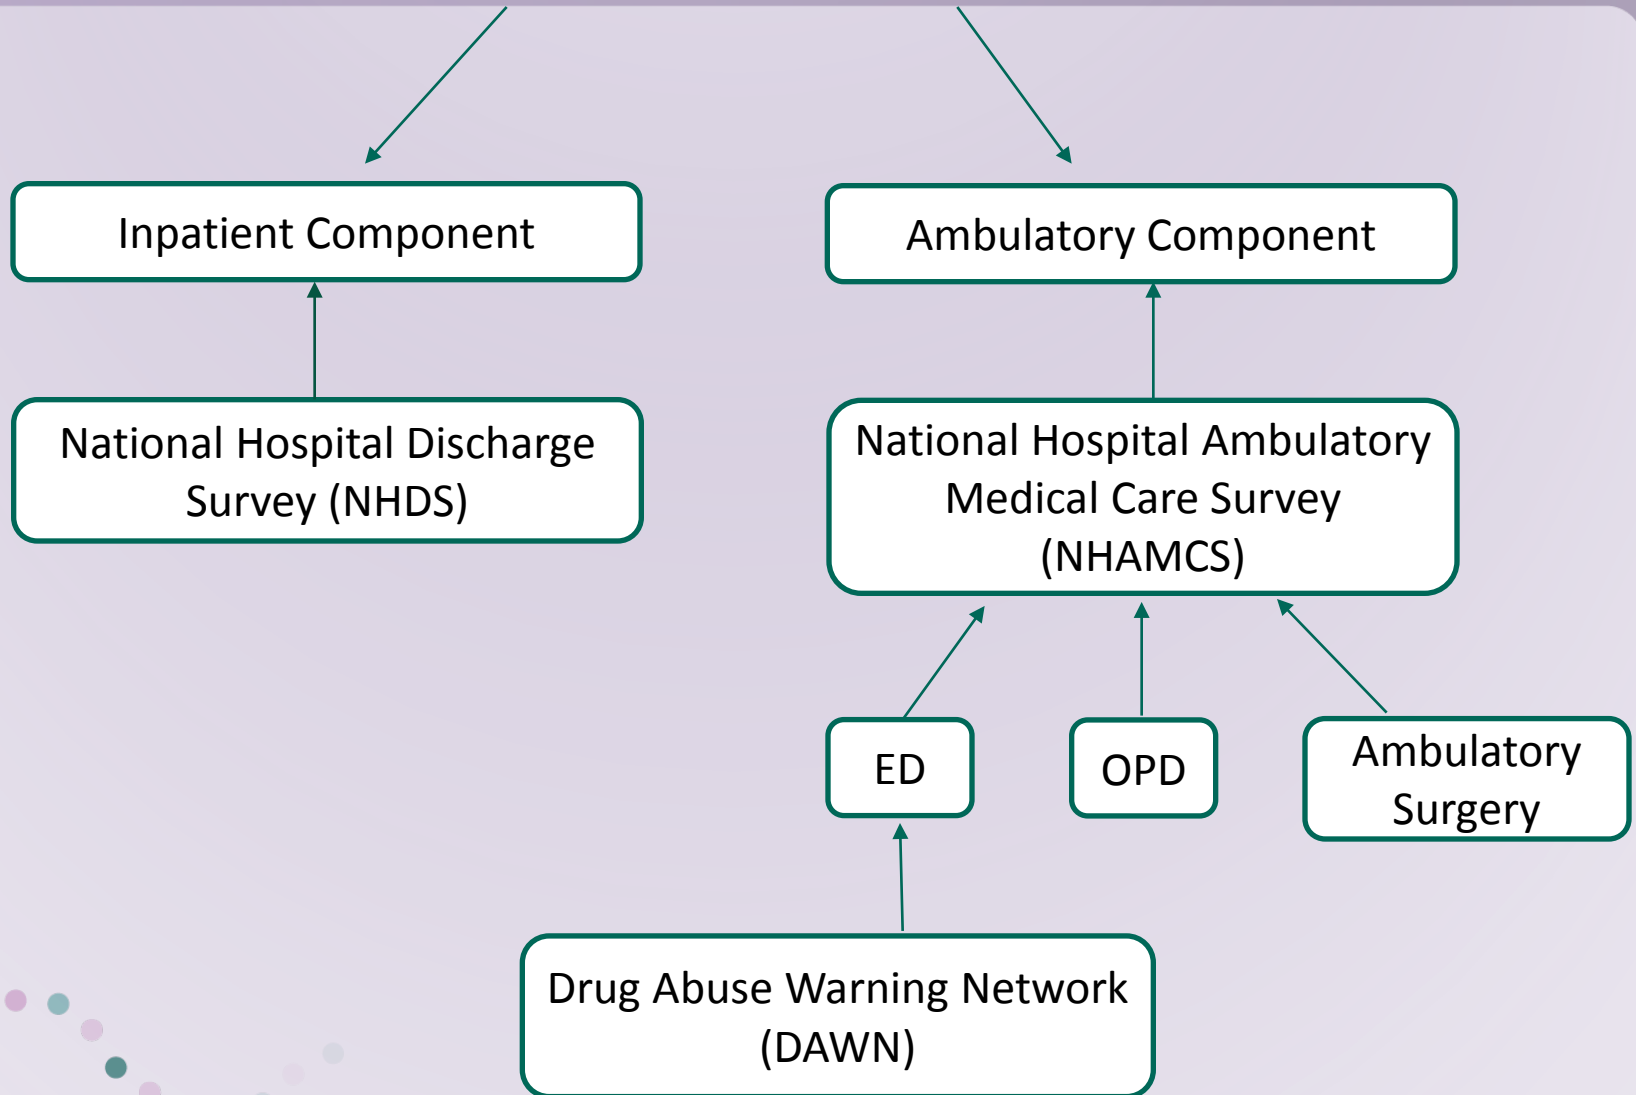 Inpatient Component
Ambulatory Component
National Hospital Discharge
Survey (NHDS)
National Hospital Ambulatory
Medical Care Survey
(NHAMCS)
ED
OPD
Ambulatory
Surgery
Drug Abuse Warning Network
(DAWN)